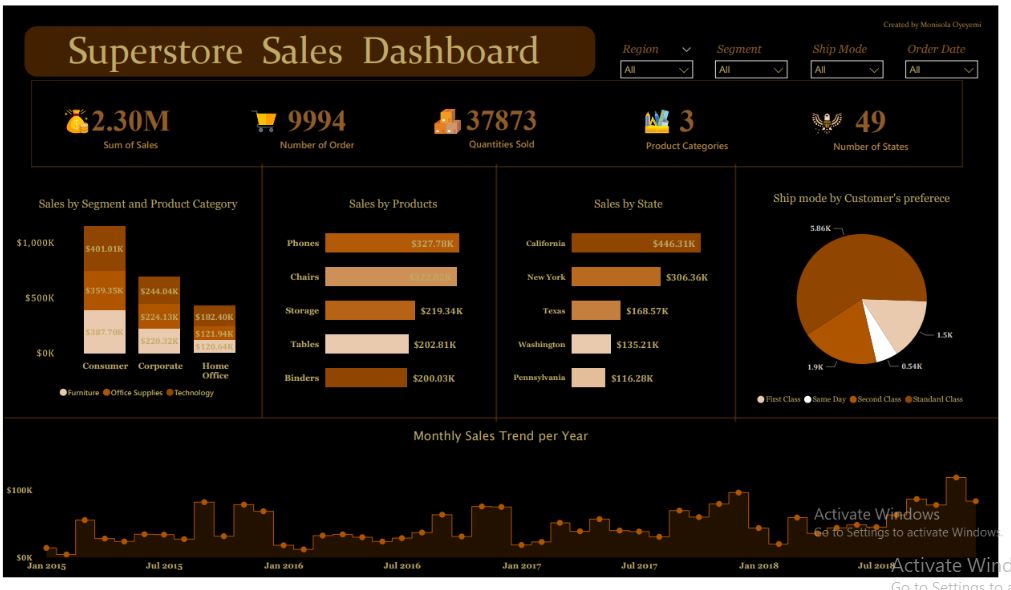 Created by Monisola Oyeyemi
Superstore Sales Dashboard
Region Segment Ship Mode Order Date
All All All All
2.30M 9994 37873 3 49
Sum of Sales Number of Order Quantities Sold Product Categories Number of States
Sales by Segment and Product Category
$1,000K
$500K
$0K
$401.01K
$359.35K
$244.04K
$224.13K
$220.32K
$182.40K
$121.94K
$120.64K
Consumer Corporate Home
Office
Furniture Office Supplies Technology
Sales by Products
Phones $327.78K
Chairs
Storage $219.34K
Tables $202.81K
Binders $200.03K
Sales by State
California $446.31K
New York $306.36K
Texas $168.57K
Washington $135.21K
Pennsylvania $116.28K
Ship mode by Customer's preferece
5.86K
1.5K
0.54K
1.9K
First Class Same Day Second Class Standard Class
Monthly Sales Trend per Year
$100K
$0K
Jan 2015 Jul 2015 Jan 2016 Jul 2016 Jan 2017 Jul 2017 Jan 2018 Jul 2018
Activate Windows
Go to Settings to activate Windows.
Activate Wind
Go to Settings to a